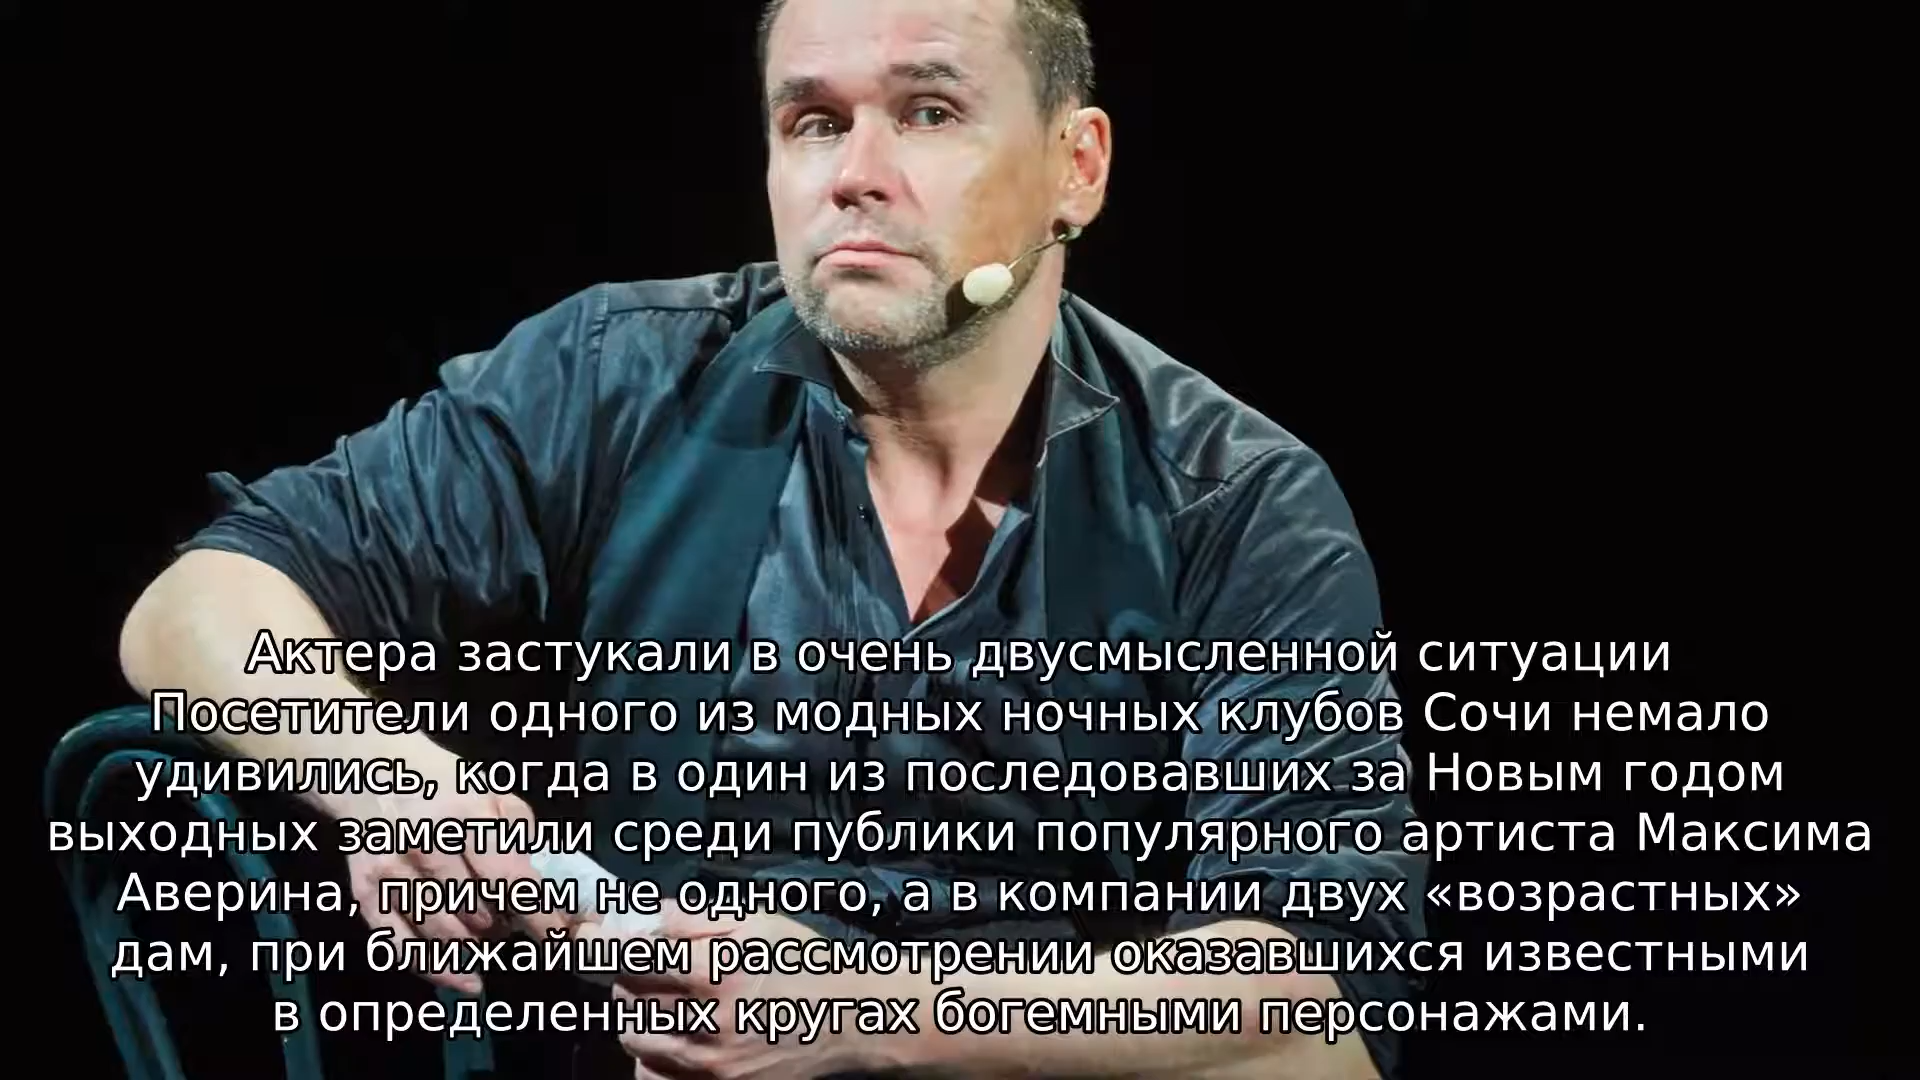 Актера застукали в очень двусмысленной ситуации
Посетители одного из модных ночных клубов Сочи немало
удивились, когда в один из последовавших за Новым годом
выходных заметили среди публики популярного артиста Максима
Аверина, причем не одного, а в компании двух «возрастных»
дам, при ближайшем рассмотрении оказавшихся известными
в определенных кругах богемными персонажами.